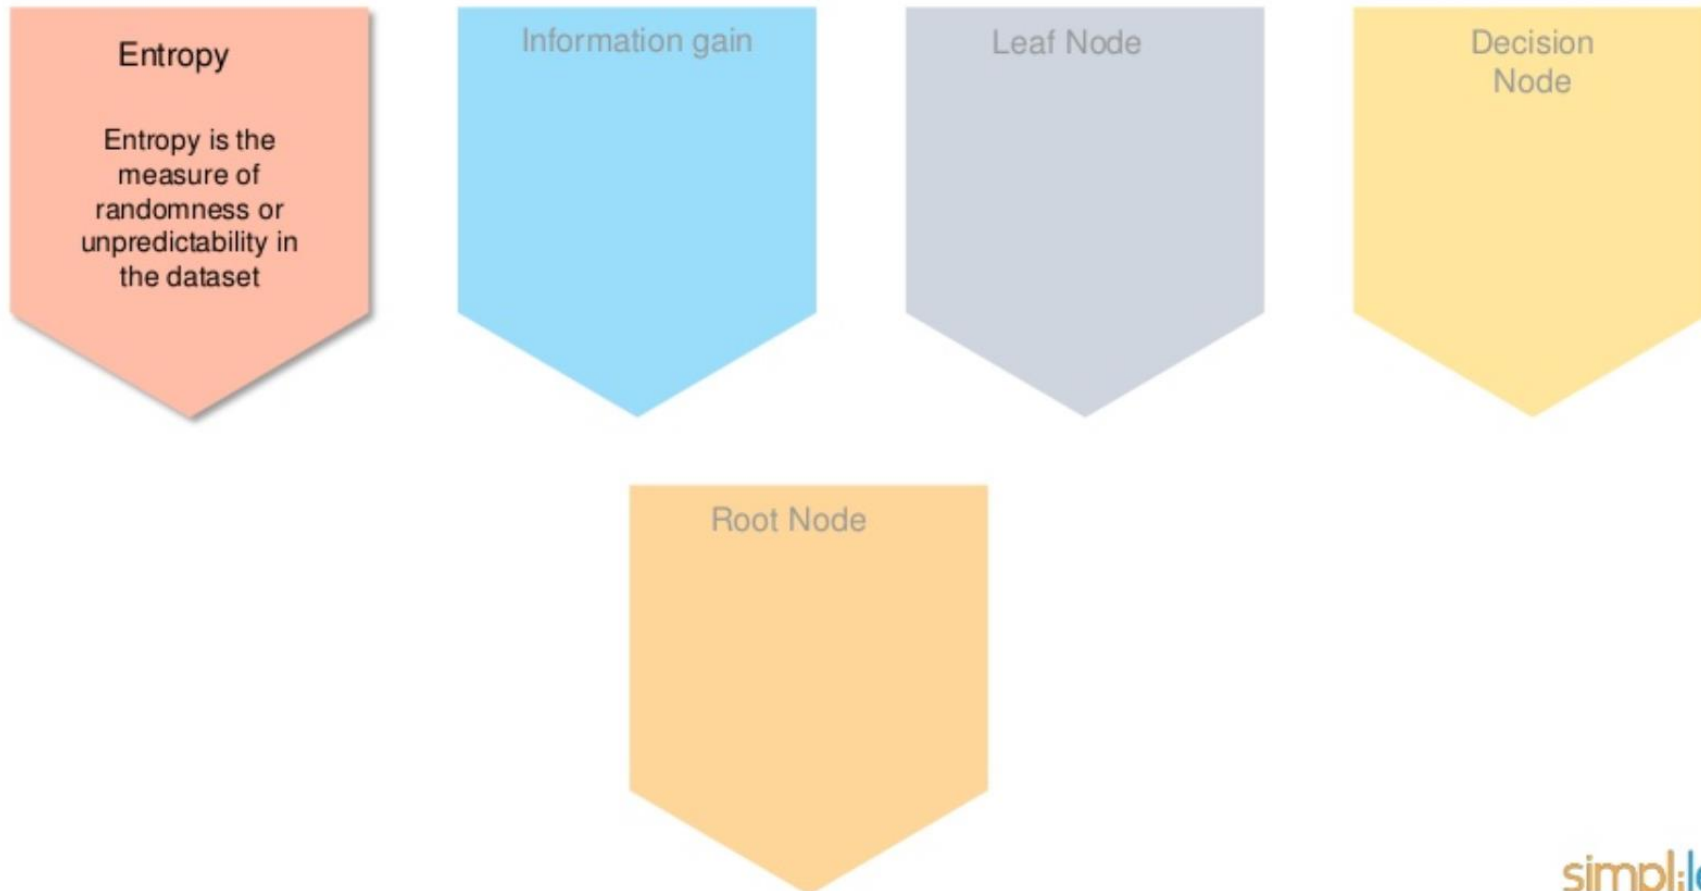 Entropy
Entropy is the
measure of
randomness or
unpredictability in
the dataset
Information gain
Leaf Node
Decision
Node
Root Node